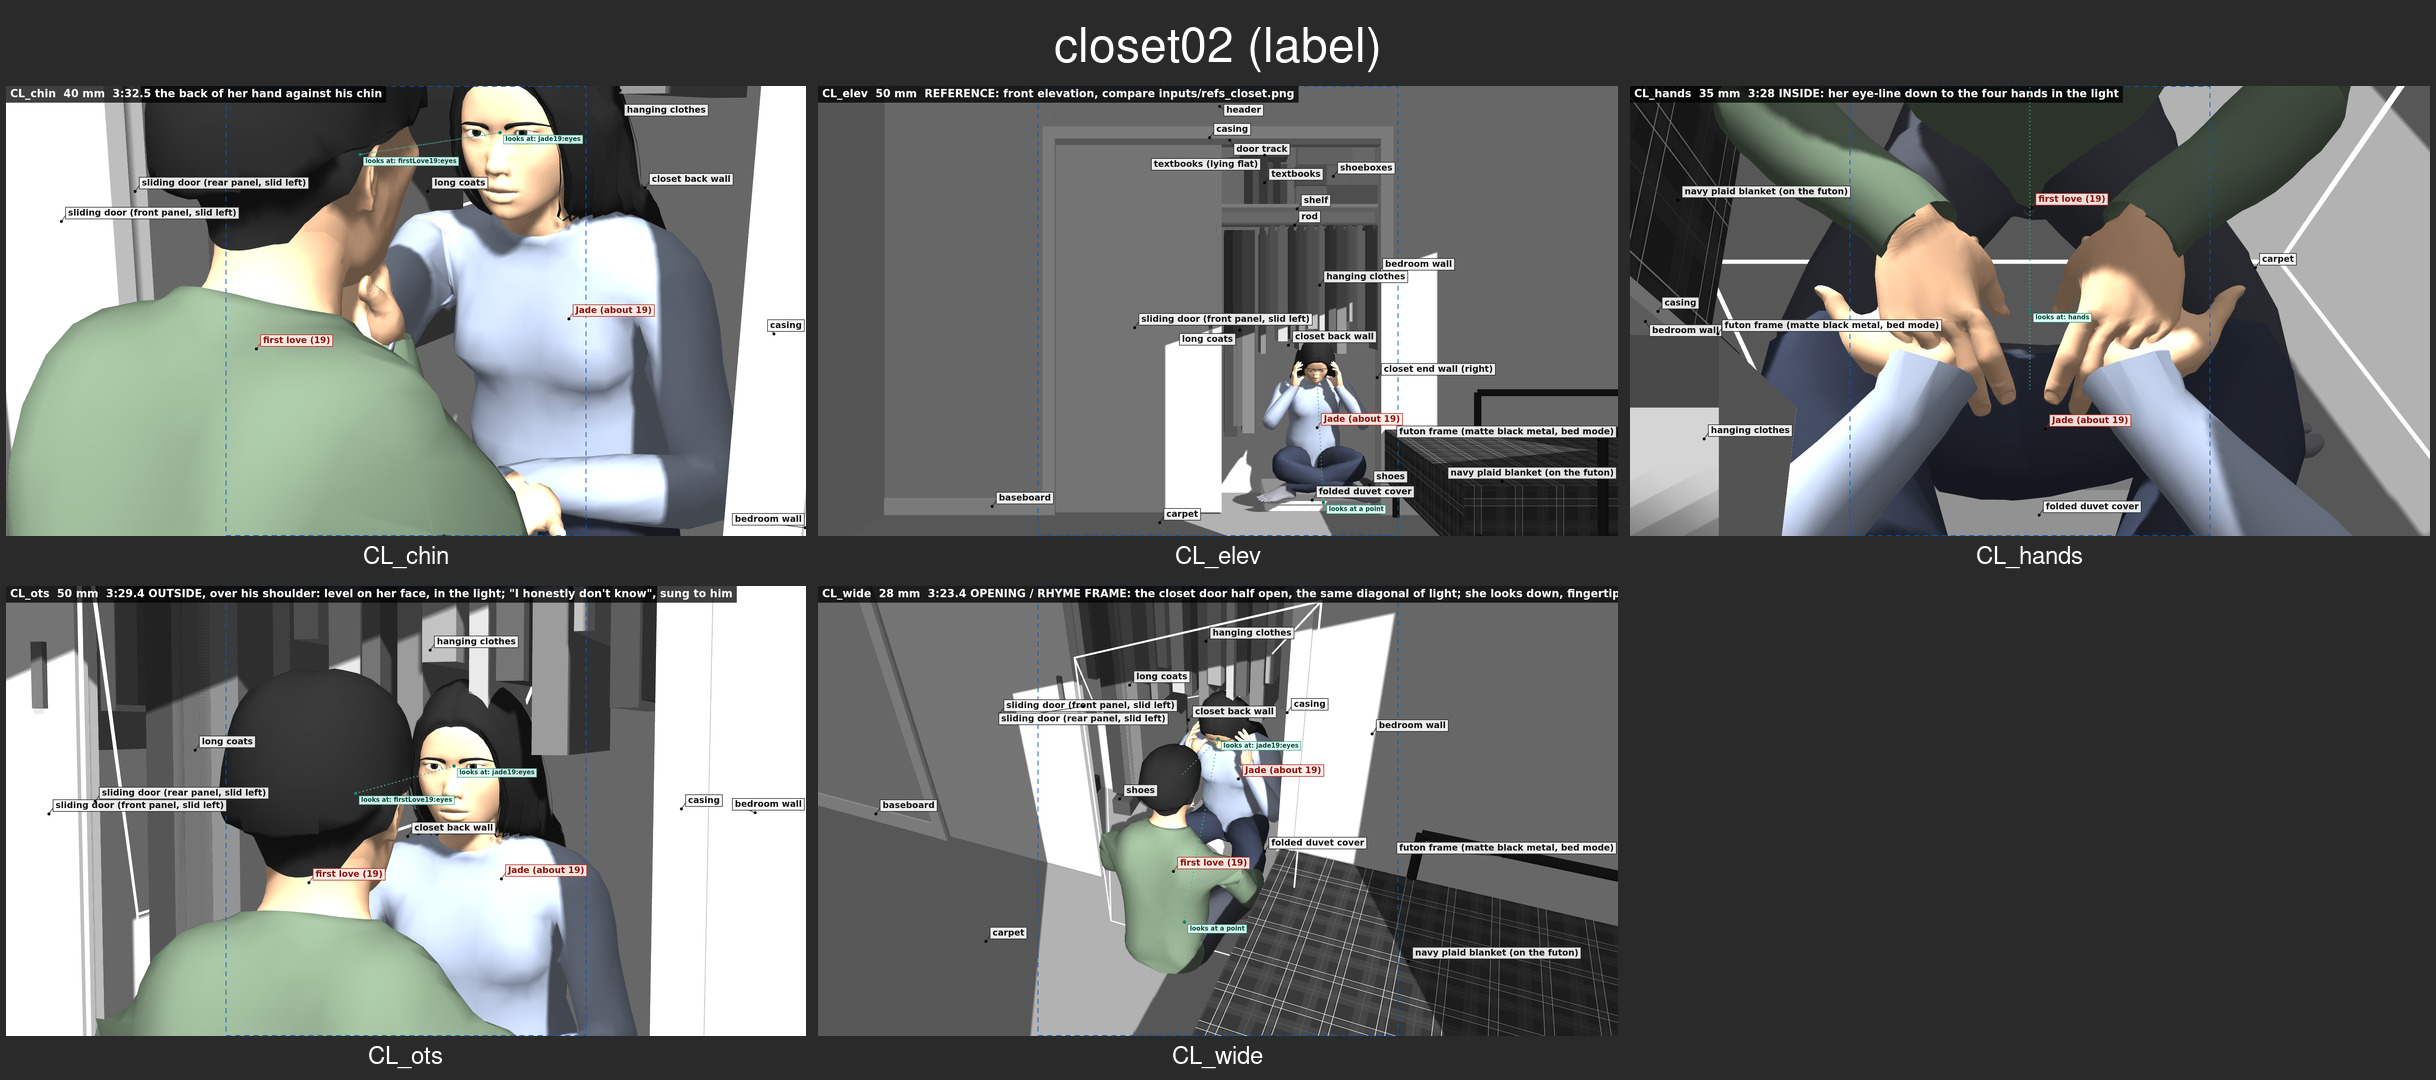 closet02 (label)
CL_chin 40 mm 3:32.5 the back of her hand against his chin
hanging clothes
looks at: jade19:eyes
looks at: firstLove19:eyes
sliding door (rear panel, slid left)
long coats
closet back wall
sliding door (front panel, slid left)
Jade (about 19)
casing
first love (19)
bedroom wall
CL_chin
CL_elev 50 mm REFERENCE: front elevation, compare inputs/refs_closet.png
header
casing
door track
textbooks (lying flat)
shoeboxes
textbooks
shelf
rod
bedroom wall
hanging clothes
sliding door (front panel, slid left)
long coats
closet back wall
closet end wall (right)
Jade (about 19)
futon frame (matte black metal, bed mode)
navy plaid blanket (on the futon)
shoes
folded duvet cover
baseboard
looks at a point
carpet
CL_elev
CL_hands 35 mm 3:28 INSIDE: her eye-line down to the four hands in the light
navy plaid blanket (on the futon)
first love (19)
carpet
casing
looks at: hands
futon frame (matte black metal, bed mode)
bedroom wall
Jade (about 19)
hanging clothes
folded duvet cover
CL_hands
CL_ots 50 mm 3:29.4 OUTSIDE, over his shoulder: level on her face, in the light; "I honestly don't know", sung to him
hanging clothes
long coats
looks at: jade19:eyes
sliding door (rear panel, slid left)
looks at: firstLove19:eyes
sliding door (front panel, slid left)
casing
bedroom wall
closet back wall
Jade (about 19)
first love (19)
CL_ots
CL_wide 28 mm 3:23.4 OPENING / RHYME FRAME: the closet door half open, the same diagonal of light; she looks down, fingertip
hanging clothes
long coats
sliding door (front panel, slid left)
casing
closet back wall
sliding door (rear panel, slid left)
bedroom wall
looks at: jade19:eyes
Jade (about 19)
shoes
baseboard
folded duvet cover
futon frame (matte black metal, bed mode)
first love (19)
looks at a point
carpet
navy plaid blanket (on the futon)
CL_wide